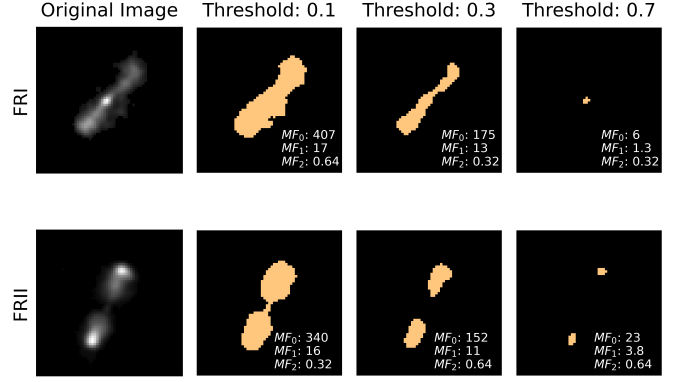 Original Image Threshold: 0.1 Threshold: 0.3 Threshold: 0.7
FRI
MF₀: 407
MF₁: 17
MF₂: 0.64
MF₀: 175
MF₁: 13
MF₂: 0.32
MF₀: 6
MF₁: 1.3
MF₂: 0.32
FRII
MF₀: 340
MF₁: 16
MF₂: 0.32
MF₀: 152
MF₁: 11
MF₂: 0.64
MF₀: 23
MF₁: 3.8
MF₂: 0.64